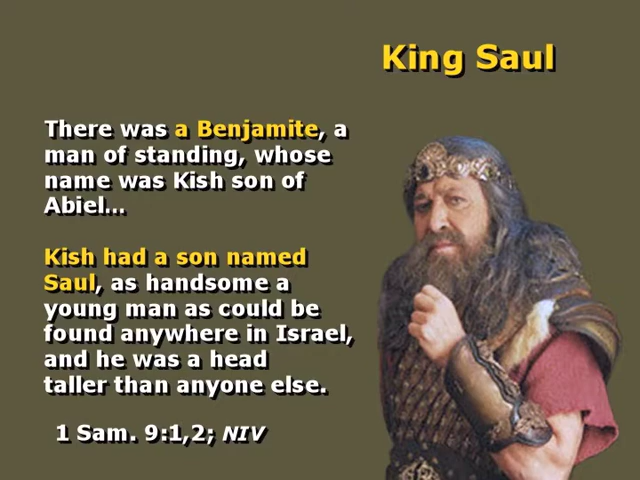 King Saul
There was a Benjamite, a
man of standing, whose
name was Kish son of
Abiel...
Kish had a son named
Saul, as handsome a
young man as could be
found anywhere in Israel,
and he was a head
taller than anyone else.
1 Sam. 9:1,2; NIV